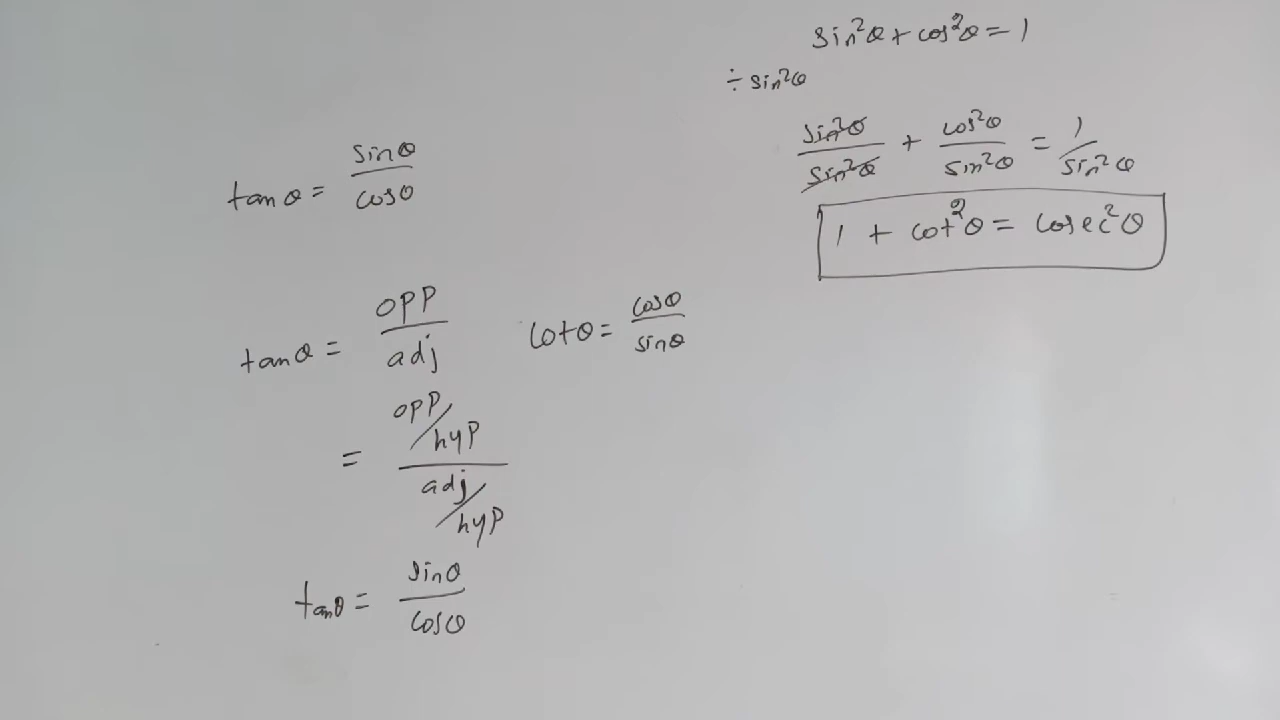 tanθ = sinθ/cosθ
tanθ = opp/adj
= (opp/hyp)/(adj/hyp)
tanθ = sinθ/cosθ
cotθ = cosθ/sinθ
sin²θ + cos²θ = 1
÷ sin²θ
sin²θ/sin²θ + cos²θ/sin²θ = 1/sin²θ
1 + cot²θ = cosec²θ